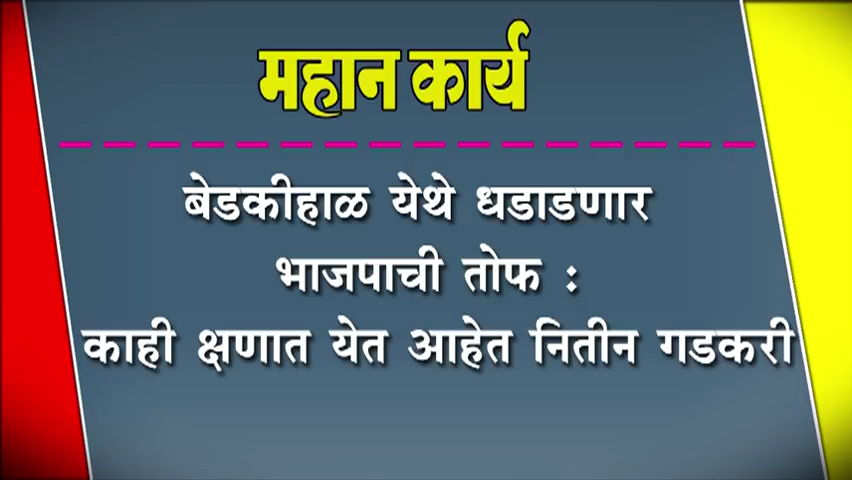 महान कार्य
बेडकीहाळ येथे धडाडणार
भाजपाची तोफ :
काही क्षणात येत आहेत नितीन गडकरी